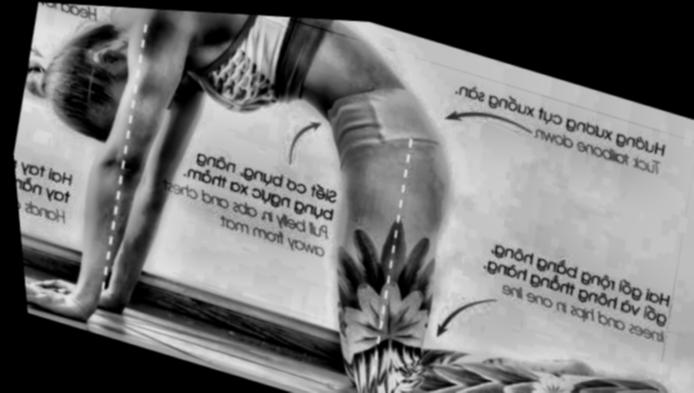 Head
Hướng xương cụt xuống sàn.
Tuck tailbone down.
Siết cơ bụng, nâng
bụng ngực xa thảm.
Pull belly in, abs and chest
away from mat
Hai tay
tay
Hands
Hai gối rộng bằng hông,
gối và hông thẳng hàng.
knees and hips in one line